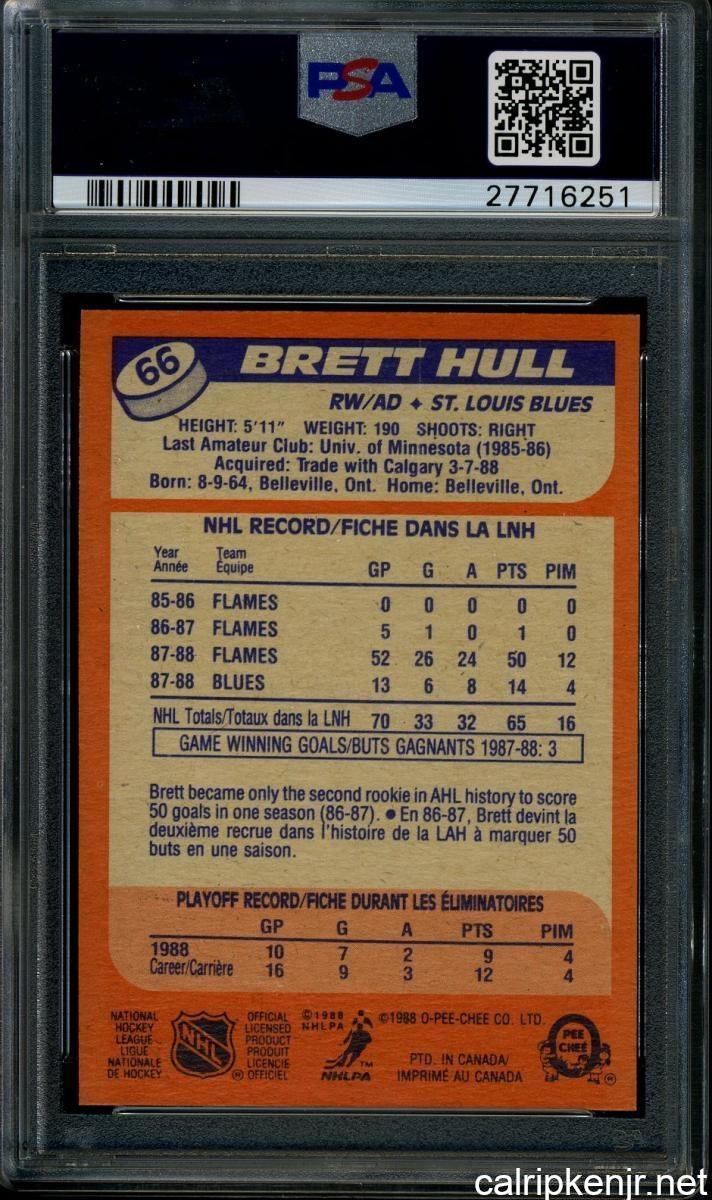 PSA
27716251
66
BRETT HULL
RW/AD ✦ ST. LOUIS BLUES
HEIGHT: 5'11" WEIGHT: 190 SHOOTS: RIGHT
Last Amateur Club: Univ. of Minnesota (1985-86)
Acquired: Trade with Calgary 3-7-88
Born: 8-9-64, Belleville, Ont. Home: Belleville, Ont.
NHL RECORD/FICHE DANS LA LNH
Year Team
Année Équipe GP G A PTS PIM
85-86 FLAMES 0 0 0 0 0
86-87 FLAMES 5 1 0 1 0
87-88 FLAMES 52 26 24 50 12
87-88 BLUES 13 6 8 14 4
NHL Totals/Totaux dans la LNH 70 33 32 65 16
GAME WINNING GOALS/BUTS GAGNANTS 1987-88: 3
Brett became only the second rookie in AHL history to score
50 goals in one season (86-87). ● En 86-87, Brett devint la
deuxième recrue dans l'histoire de la LAH à marquer 50
buts en une saison.
PLAYOFF RECORD/FICHE DURANT LES ÉLIMINATOIRES
GP G A PTS PIM
1988 10 7 2 9 4
Career/Carrière 16 9 3 12 4
NATIONAL
HOCKEY
LEAGUE
LIGUE
NATIONALE
DE HOCKEY
NHL
®
OFFICIAL
LICENSED
PRODUCT
PRODUIT
LICENCIE
OFFICIEL
©1988
NHLPA
TM
NHLPA
©1988 O-PEE-CHEE CO. LTD.
PTD. IN CANADA/
IMPRIMÉ AU CANADA
PEE
CHEE
®
calripkenjr.net